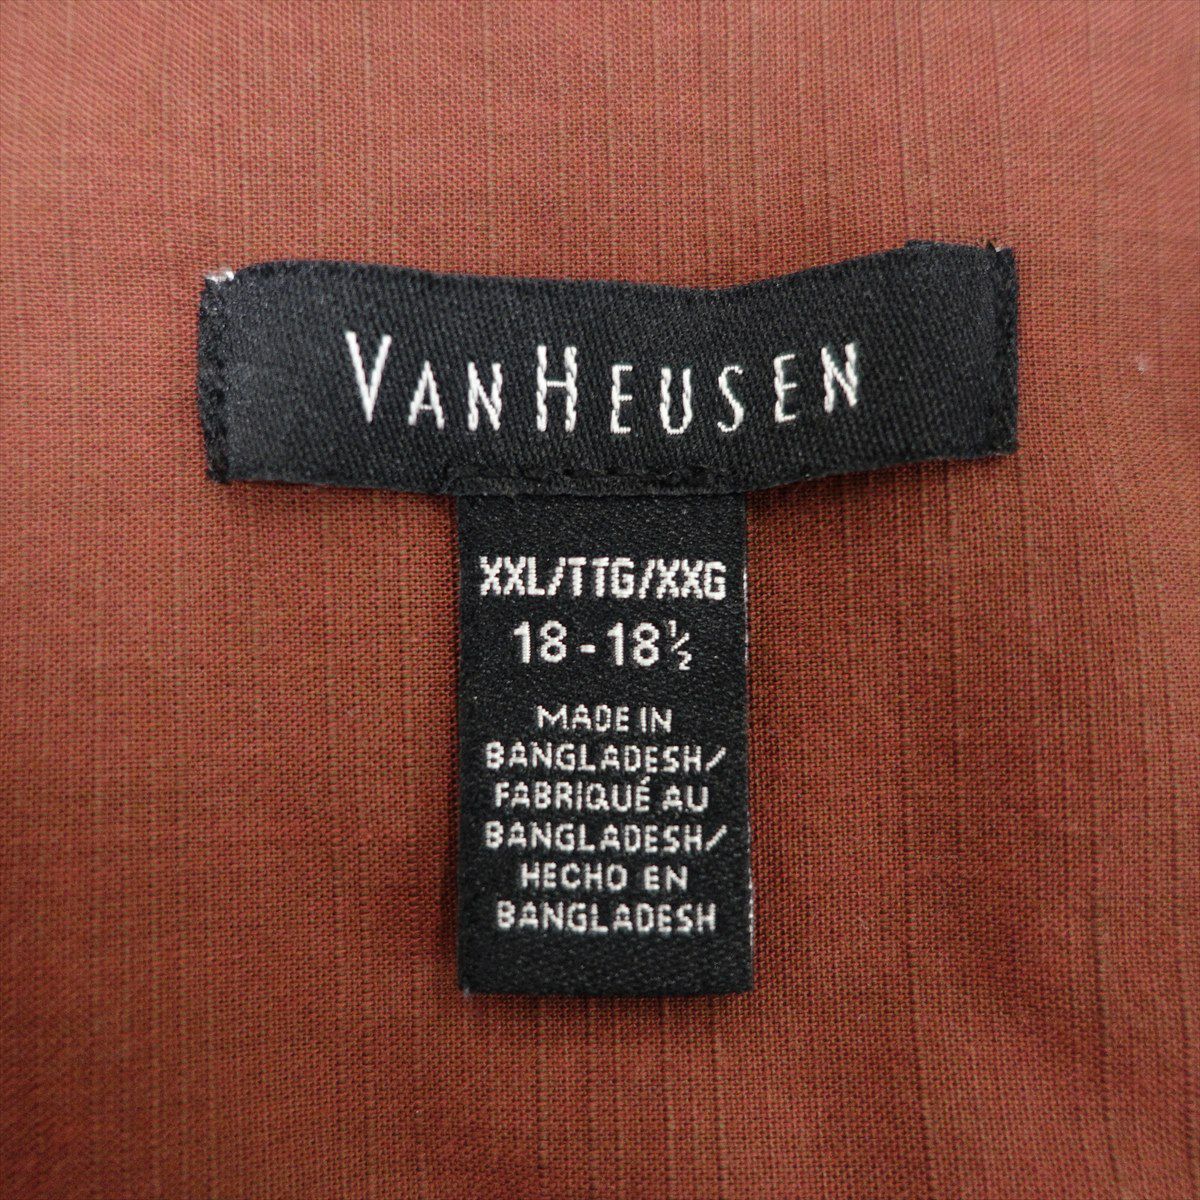 VANHEUSEN
XXL/TTG/XXG
18 - 18½
MADE IN
BANGLADESH/
FABRIQUÉ AU
BANGLADESH/
HECHO EN
BANGLADESH